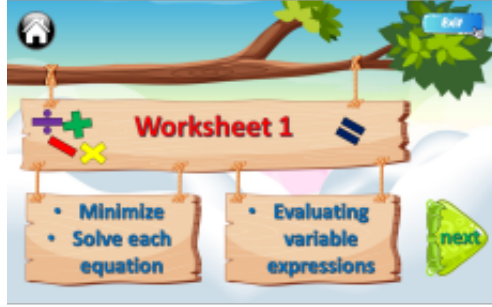 Exit
Worksheet 1
• Minimize
• Solve each
equation
• Evaluating
variable
expressions
next